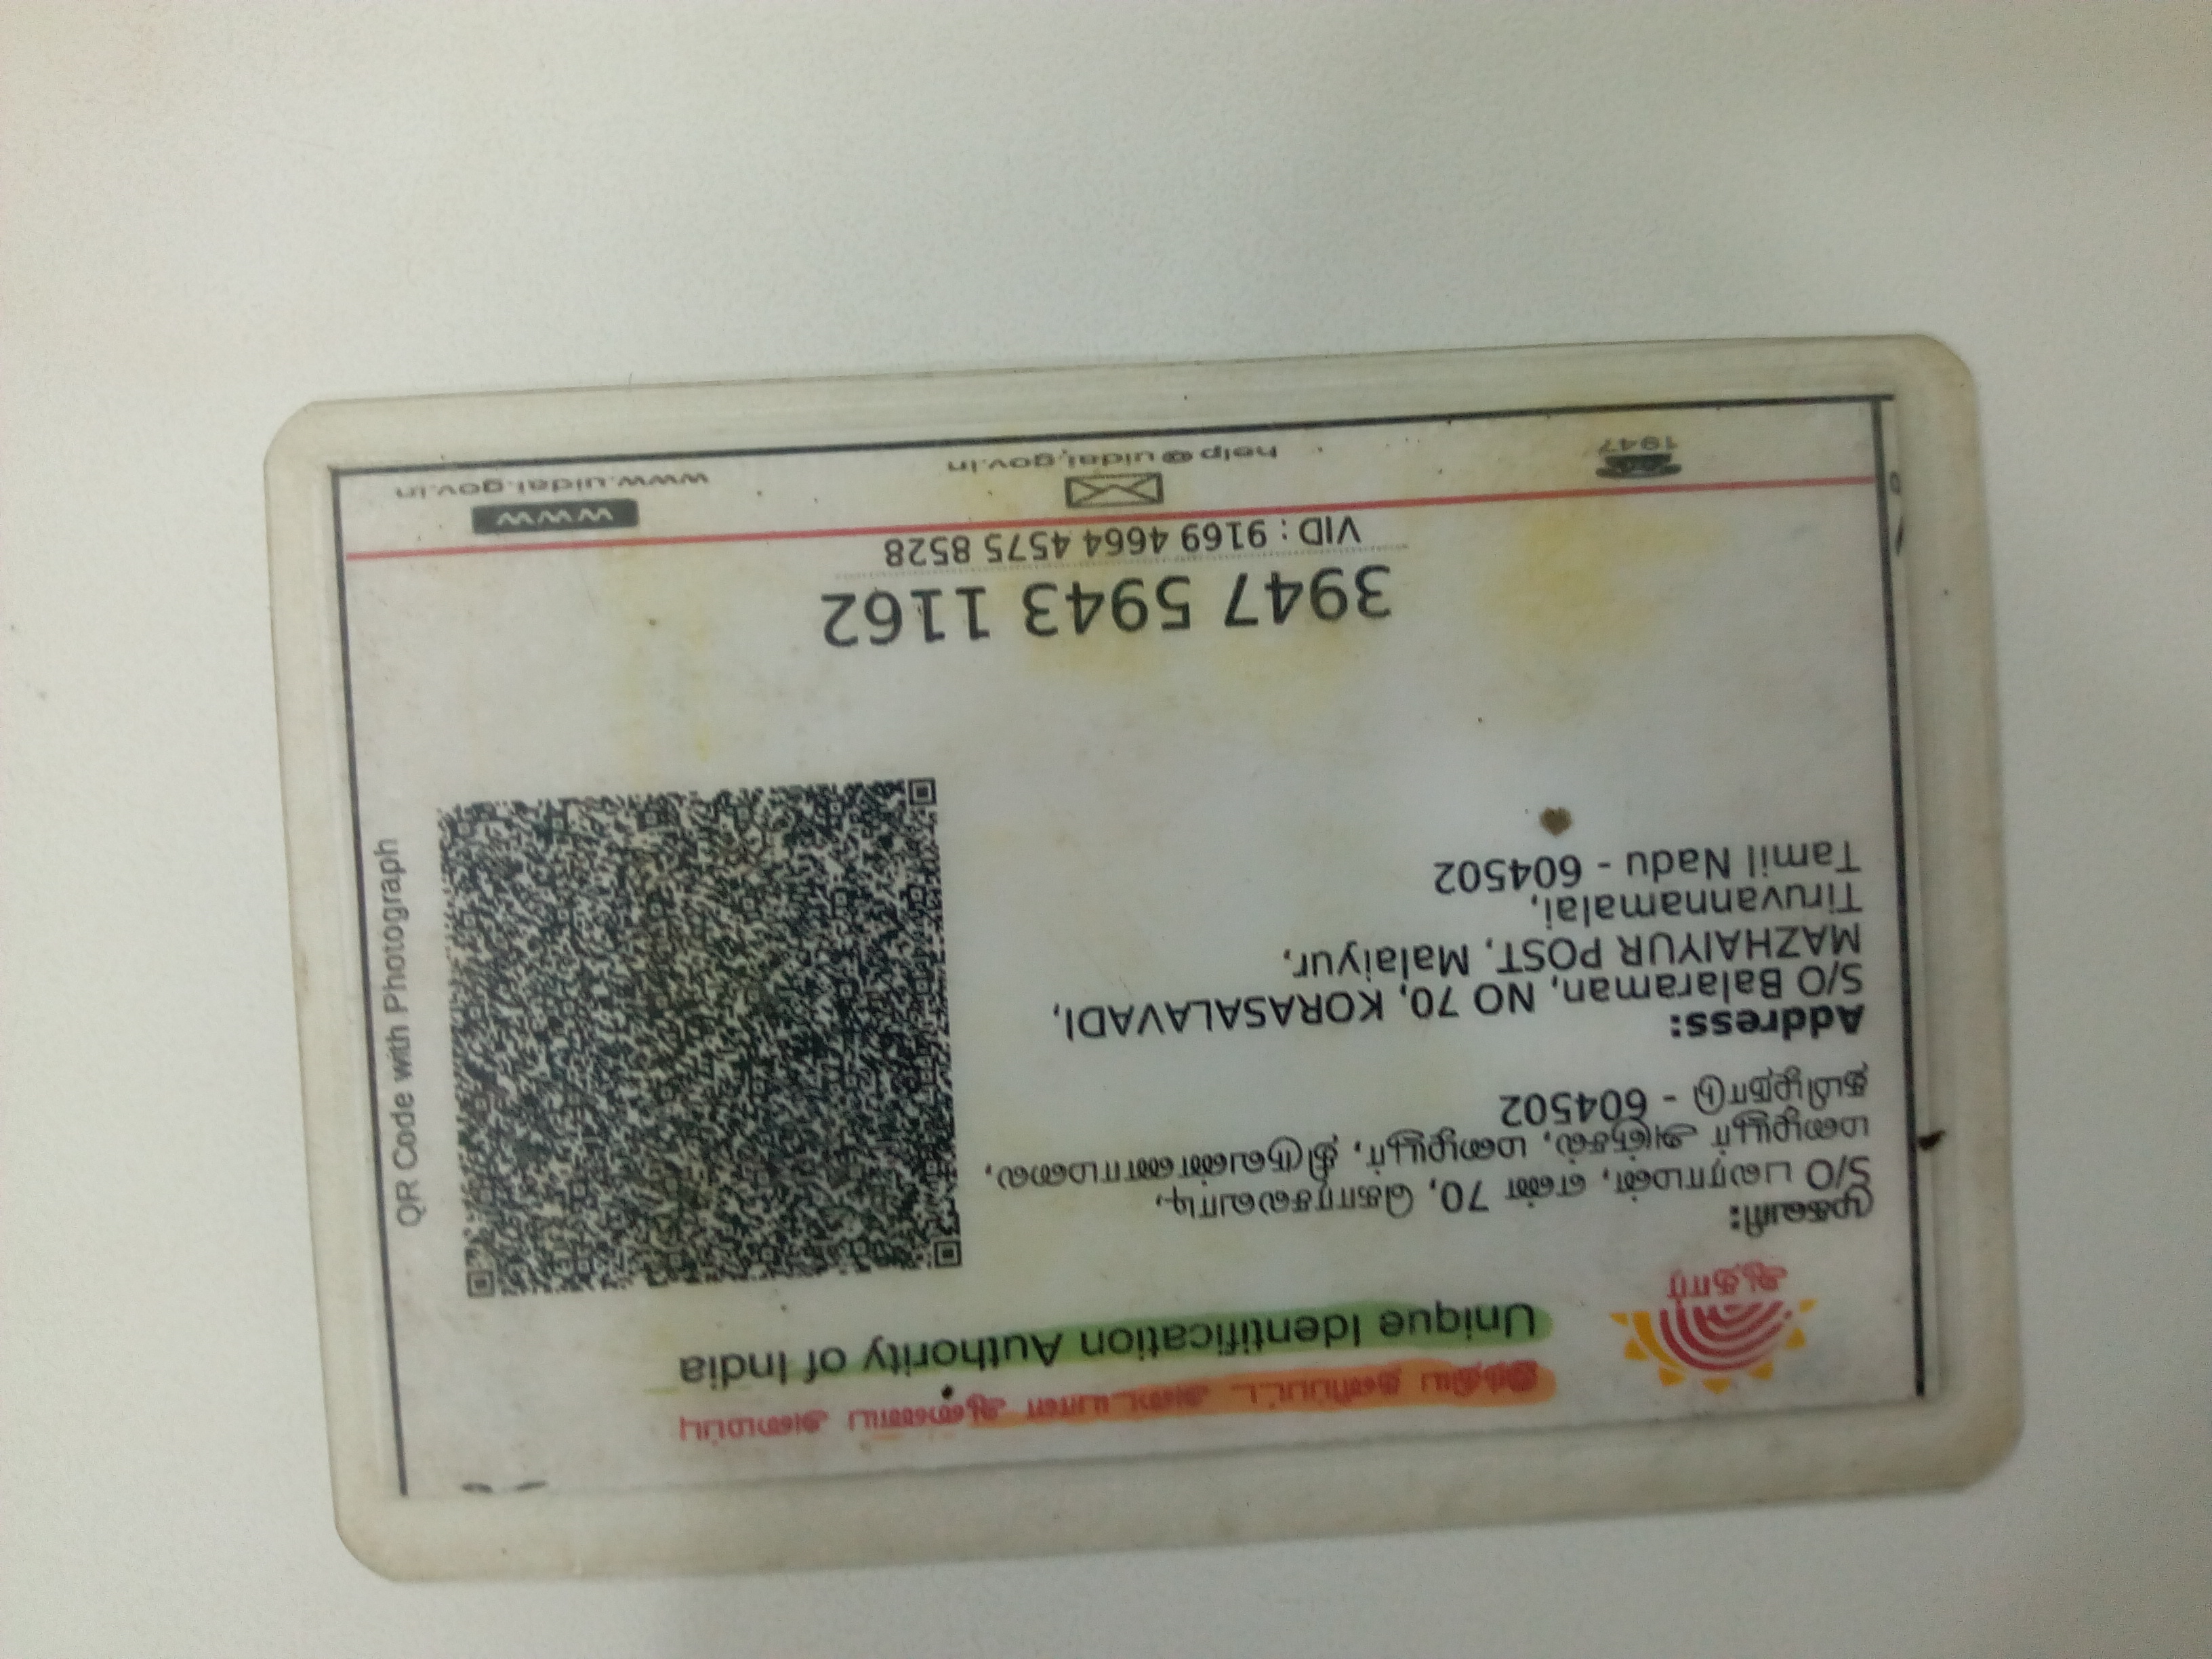 இந்திய தனிப்பட்ட அடையாள ஆணைய அமைப்பு
Unique Identification Authority of India
ஆதார்
முகவரி:
S/O பலராமன், எண் 70, கொரசலவாடி,
மழையூர் அஞ்சல், மழையூர், திருவண்ணாமலை,
தமிழ்நாடு - 604502
Address:
S/O Balaraman, NO 70, KORASALAVADI,
MAZHAIYUR POST, Malaiyur,
Tiruvannamalai,
Tamil Nadu - 604502
QR Code with Photograph
3947 5943 1162
VID : 9169 4664 4575 8528
1947
help@uidai.gov.in
WWW
www.uidai.gov.in